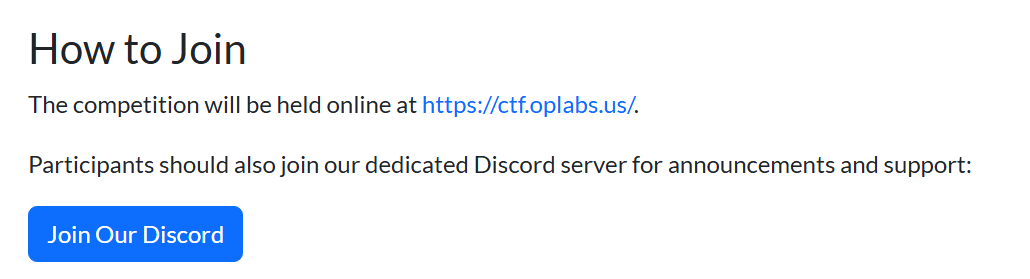 How to Join
The competition will be held online at https://ctf.oplabs.us/.
Participants should also join our dedicated Discord server for announcements and support:
Join Our Discord